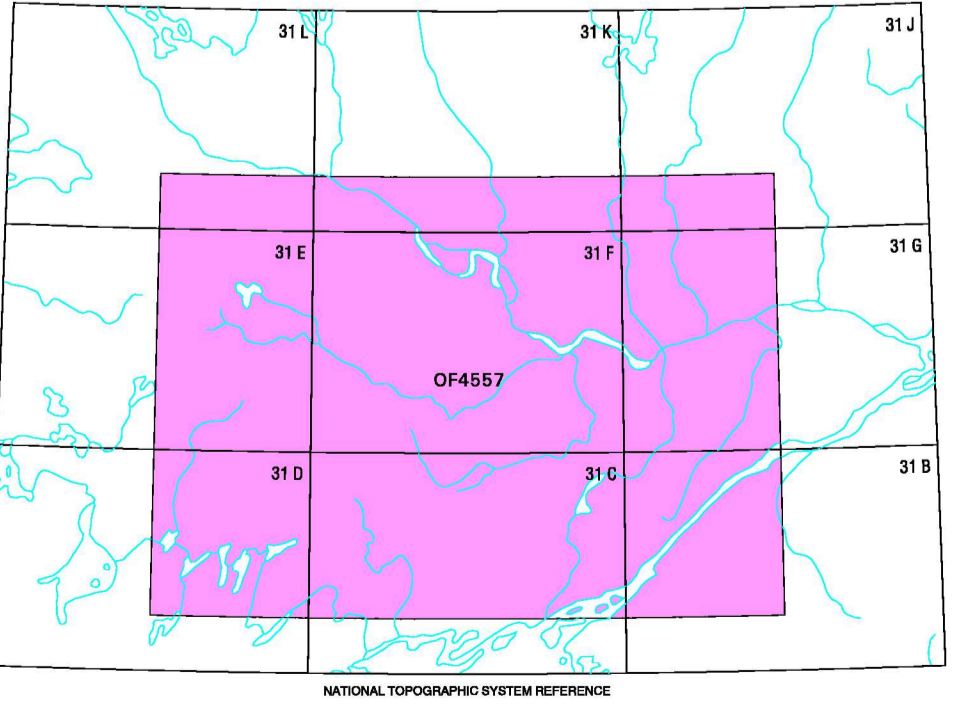 31 L
31 K
31 J
31 E
31 F
31 G
OF4557
31 D
31 C
31 B
NATIONAL TOPOGRAPHIC SYSTEM REFERENCE